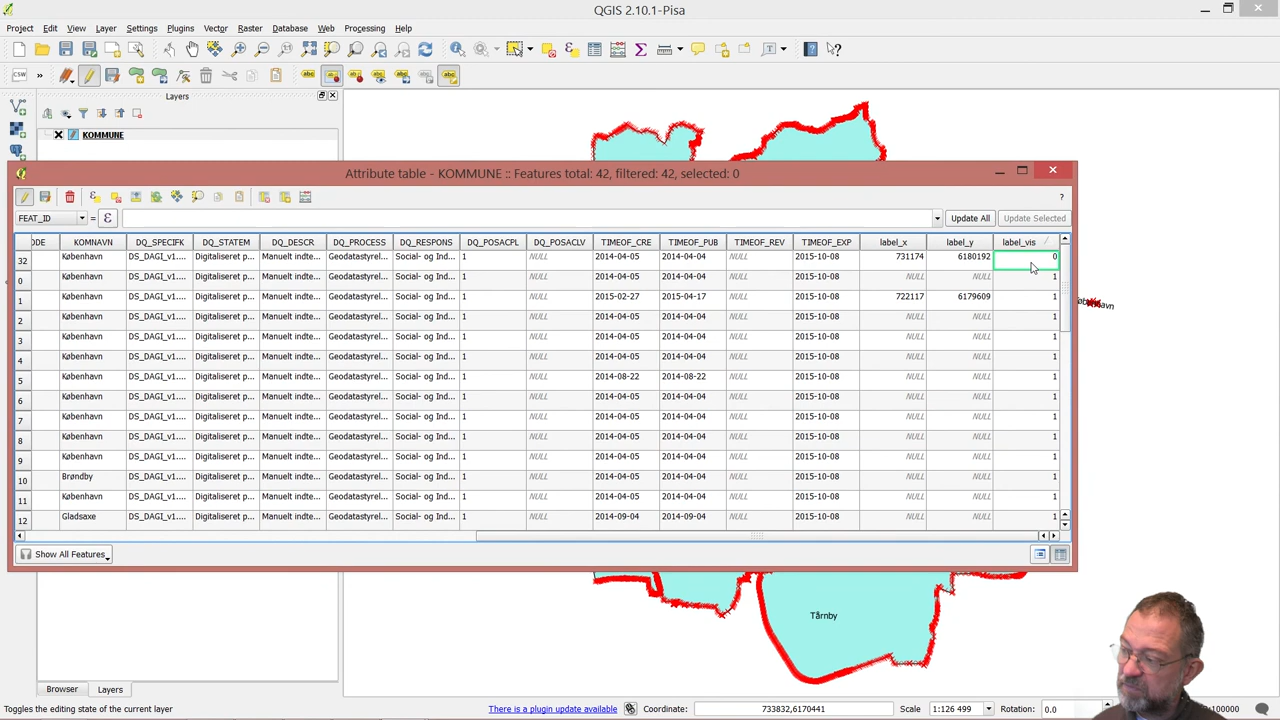 QGIS 2.10.1-Pisa
Project Edit View Layer Settings Plugins Vector Raster Database Web Processing Help
CSW »
Layers
KOMMUNE
Attribute table - KOMMUNE :: Features total: 42, filtered: 42, selected: 0
FEAT_ID = ε Update All Update Selected
ODE KOMNAVN DQ_SPECIFK DQ_STATEM DQ_DESCR DQ_PROCESS DQ_RESPONS DQ_POSACPL DQ_POSACLV TIMEOF_CRE TIMEOF_PUB TIMEOF_REV TIMEOF_EXP label_x label_y label_vis
32 København DS_DAGI_v1.... Digitaliseret p... Manuelt indte... Geodatastyrel... Social- og Ind... 1 NULL 2014-04-05 2014-04-04 NULL 2015-10-08 731174 6180192 0
0 København DS_DAGI_v1.... Digitaliseret p... Manuelt indte... Geodatastyrel... Social- og Ind... 1 NULL 2014-04-05 2014-04-04 NULL 2015-10-08 NULL NULL 1
1 København DS_DAGI_v1.... Digitaliseret p... Manuelt indte... Geodatastyrel... Social- og Ind... 1 NULL 2015-02-27 2015-04-17 NULL 2015-10-08 722117 6179609 1
2 København DS_DAGI_v1.... Digitaliseret p... Manuelt indte... Geodatastyrel... Social- og Ind... 1 NULL 2014-04-05 2014-04-04 NULL 2015-10-08 NULL NULL 1
3 København DS_DAGI_v1.... Digitaliseret p... Manuelt indte... Geodatastyrel... Social- og Ind... 1 NULL 2014-04-05 2014-04-04 NULL 2015-10-08 NULL NULL 1
4 København DS_DAGI_v1.... Digitaliseret p... Manuelt indte... Geodatastyrel... Social- og Ind... 1 NULL 2014-04-05 2014-04-04 NULL 2015-10-08 NULL NULL 1
5 København DS_DAGI_v1.... Digitaliseret p... Manuelt indte... Geodatastyrel... Social- og Ind... 1 NULL 2014-08-22 2014-08-22 NULL 2015-10-08 NULL NULL 1
6 København DS_DAGI_v1.... Digitaliseret p... Manuelt indte... Geodatastyrel... Social- og Ind... 1 NULL 2014-04-05 2014-04-04 NULL 2015-10-08 NULL NULL 1
7 København DS_DAGI_v1.... Digitaliseret p... Manuelt indte... Geodatastyrel... Social- og Ind... 1 NULL 2014-04-05 2014-04-04 NULL 2015-10-08 NULL NULL 1
8 København DS_DAGI_v1.... Digitaliseret p... Manuelt indte... Geodatastyrel... Social- og Ind... 1 NULL 2014-04-05 2014-04-04 NULL 2015-10-08 NULL NULL 1
9 København DS_DAGI_v1.... Digitaliseret p... Manuelt indte... Geodatastyrel... Social- og Ind... 1 NULL 2014-04-05 2014-04-04 NULL 2015-10-08 NULL NULL 1
10 Brøndby DS_DAGI_v1.... Digitaliseret p... Manuelt indte... Geodatastyrel... Social- og Ind... 1 NULL 2014-04-05 2014-04-04 NULL 2015-10-08 NULL NULL 1
11 København DS_DAGI_v1.... Digitaliseret p... Manuelt indte... Geodatastyrel... Social- og Ind... 1 NULL 2014-04-05 2014-04-04 NULL 2015-10-08 NULL NULL 1
12 Gladsaxe DS_DAGI_v1.... Digitaliseret p... Manuelt indte... Geodatastyrel... Social- og Ind... 1 NULL 2014-09-04 2014-09-04 NULL 2015-10-08 NULL NULL 1
Show All Features
Tårnby
Browser Layers
Toggles the editing state of the current layer There is a plugin update available Coordinate: 733832,6170441 Scale 1:126 499 Rotation: 0.0